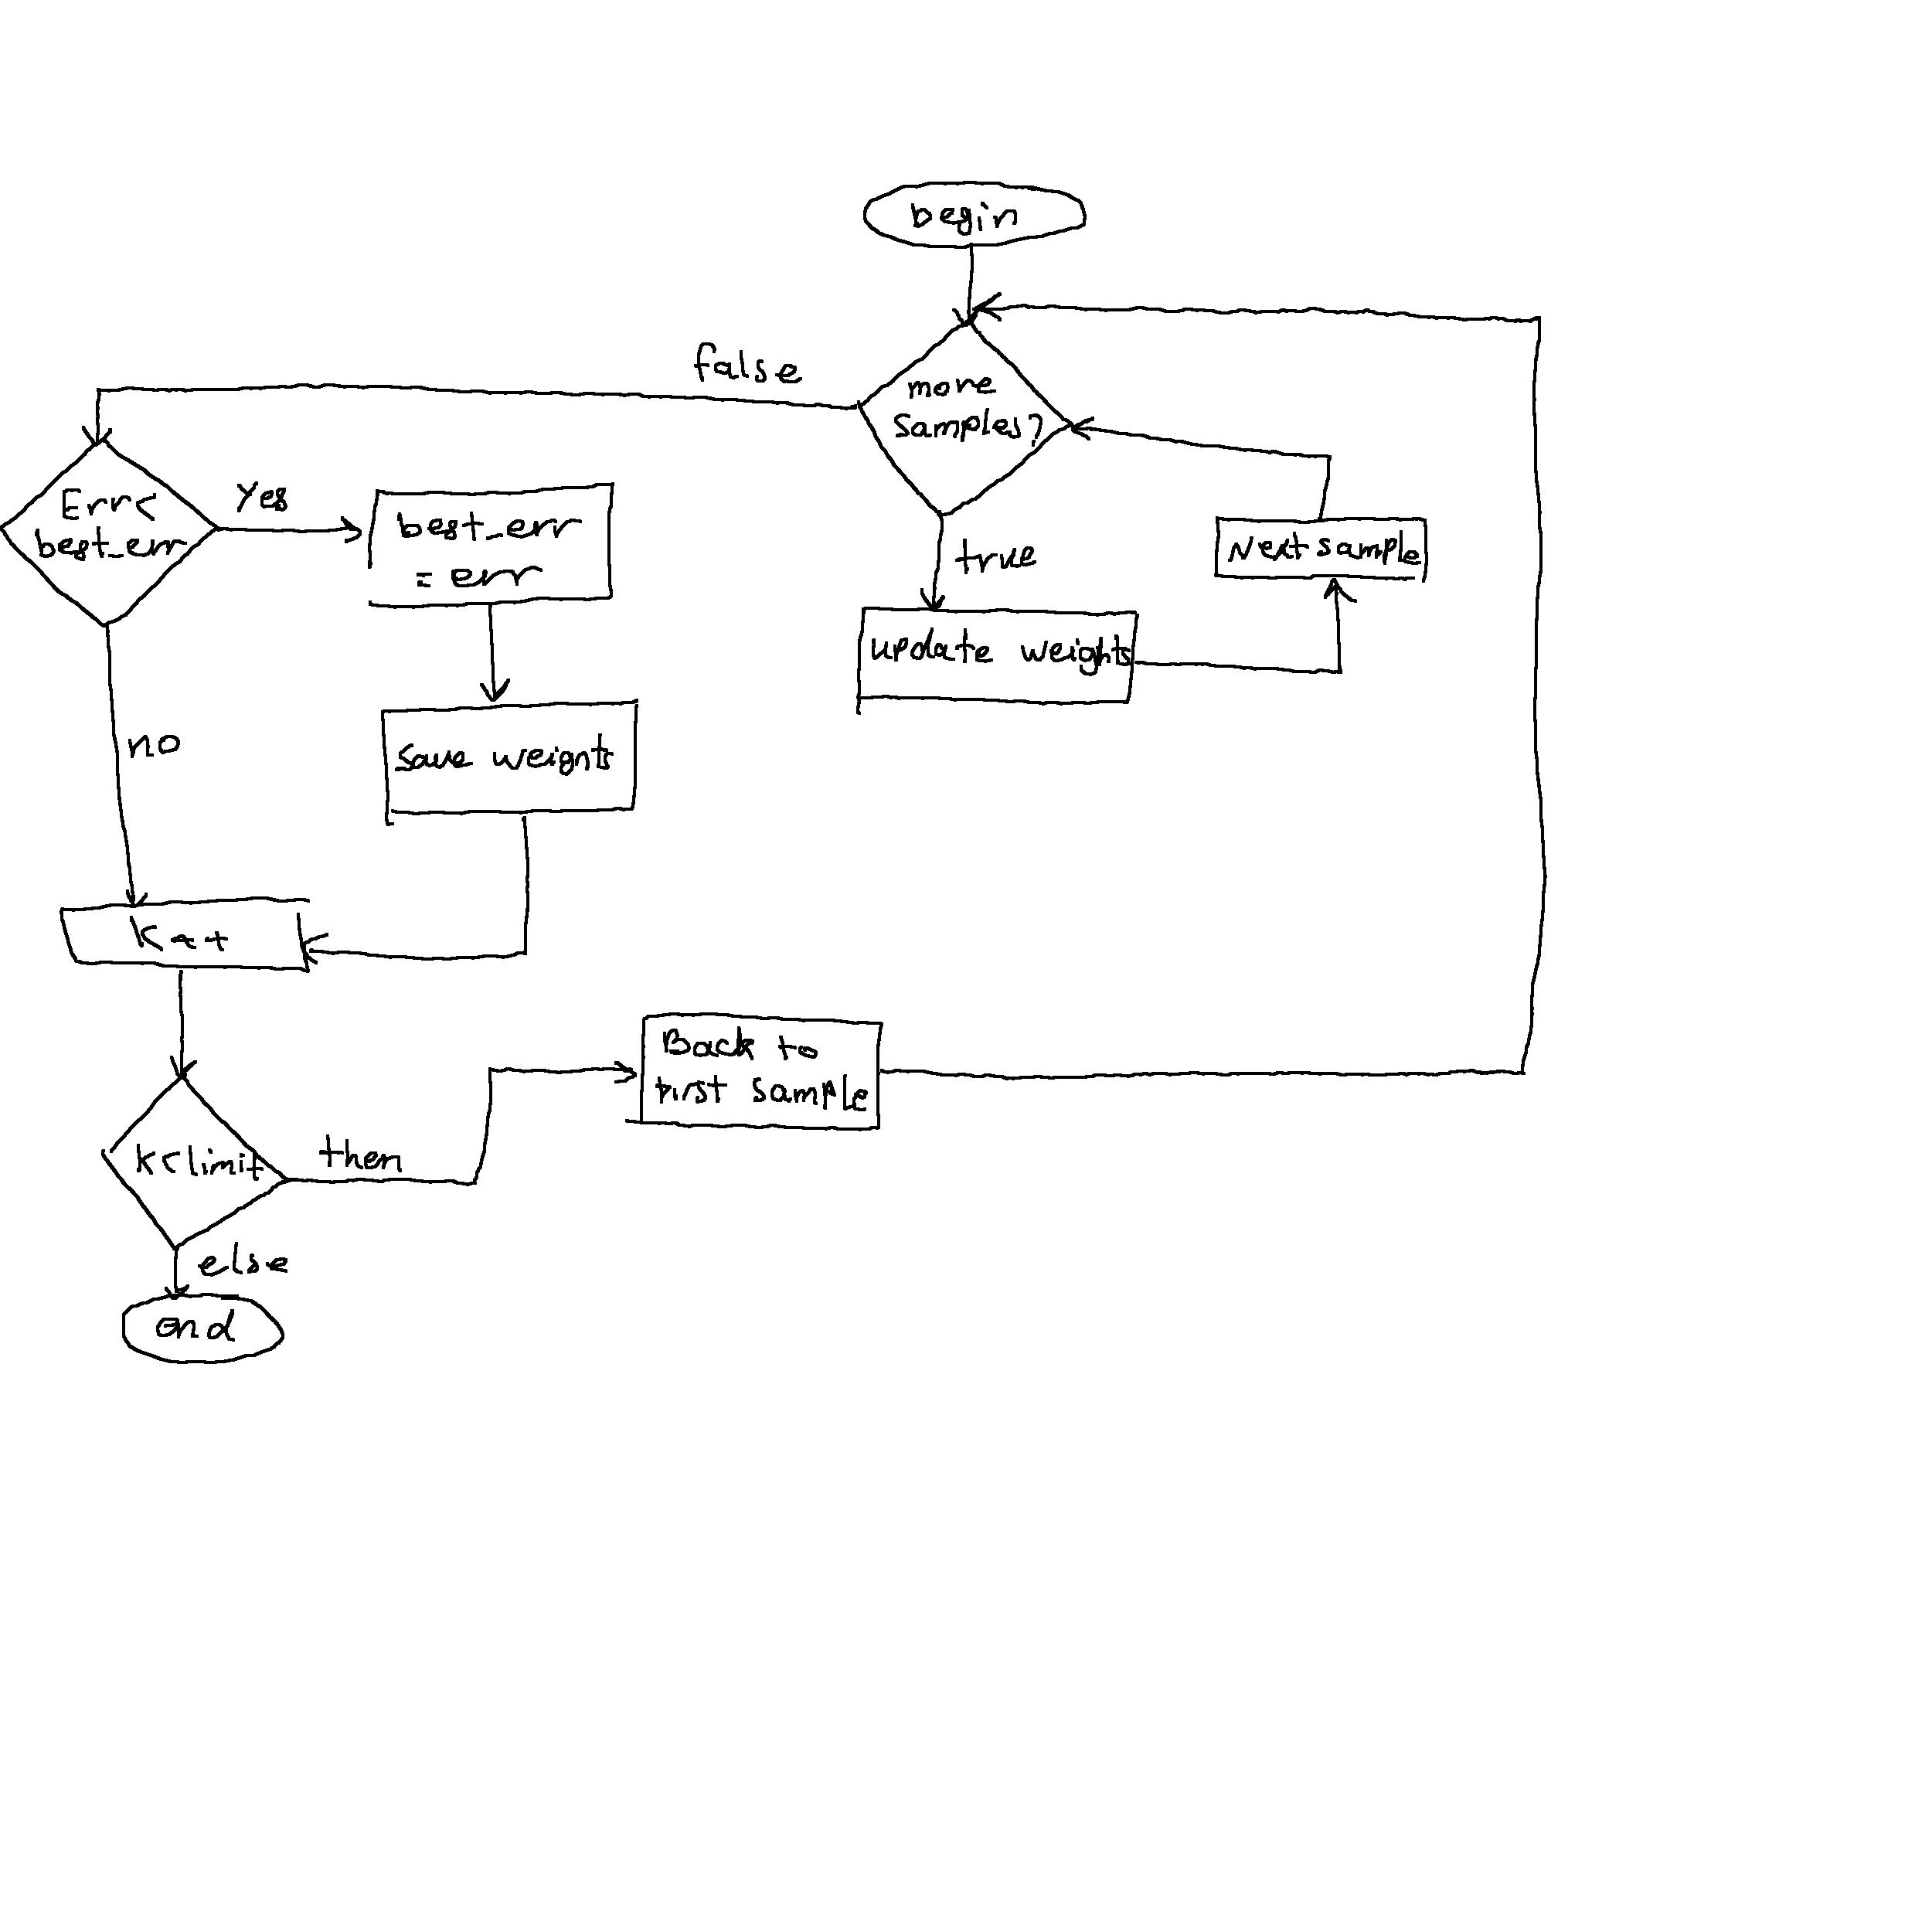 begin
false
more
samples?
Err<
best_err
yes
best_err
= err
true
Next sample
update weights
no
save weights
K++
Back to
first sample
K<limit
then
else
end